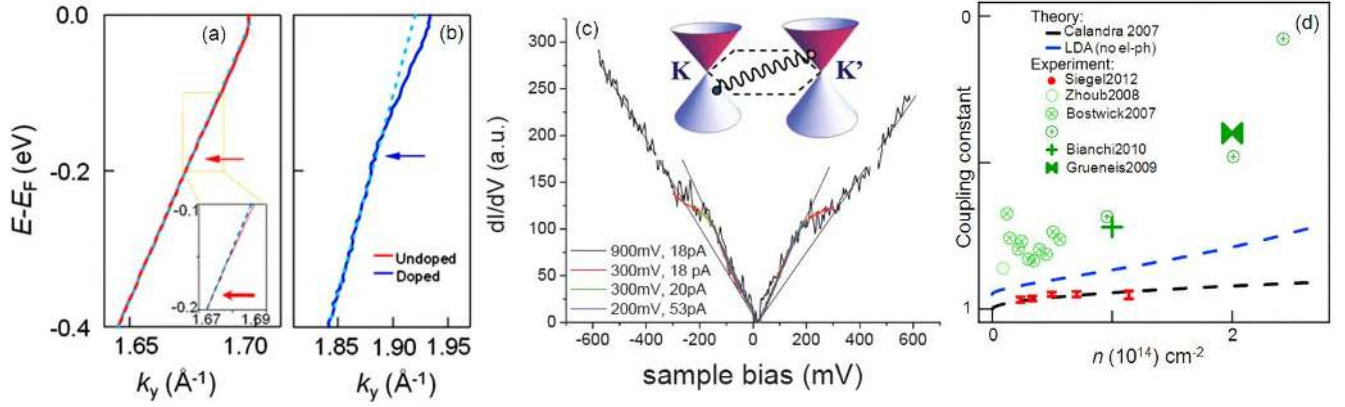 (a)
E-E_F (eV)
0.0
-0.2
-0.4
-0.1
-0.2
1.67 1.69
1.65 1.70
k_y (Å⁻¹)
(b)
Undoped
Doped
1.85 1.90 1.95
k_y (Å⁻¹)
(c)
dI/dV (a.u.)
300
250
200
150
100
50
0
K
K'
900mV, 18pA
300mV, 18 pA
300mV, 20pA
200mV, 53pA
-600 -400 -200 0 200 400 600
sample bias (mV)
(d)
Coupling constant
0
1
Theory:
Calandra 2007
LDA (no el-ph)
Experiment:
Siegel2012
Zhoub2008
Bostwick2007
Bianchi2010
Grueneis2009
0 2
n (10¹⁴) cm⁻²